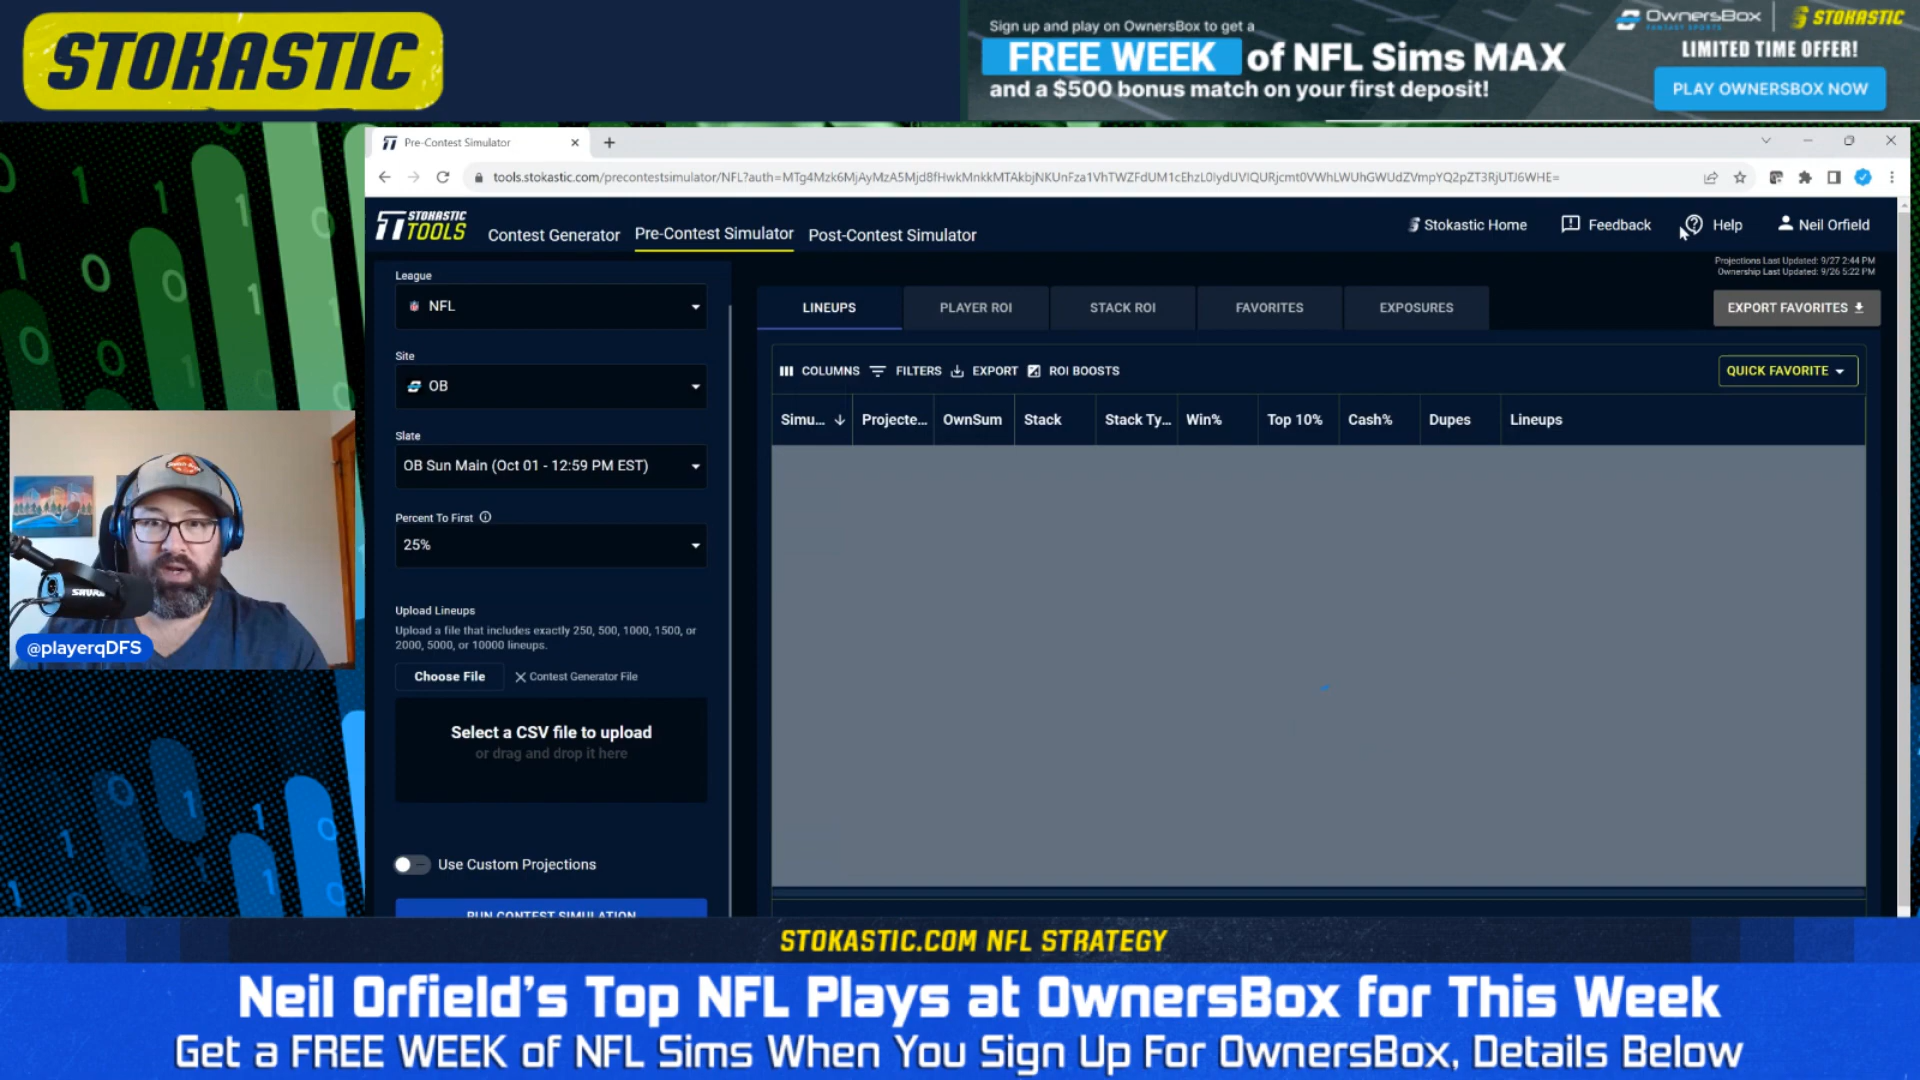 STOKASTIC
Sign up and play on OwnersBox to get a
FREE WEEK of NFL Sims MAX
and a $500 bonus match on your first deposit!
OwnersBox
FANTASY SPORTS
STOKASTIC
LIMITED TIME OFFER!
PLAY OWNERSBOX NOW
Pre-Contest Simulator
STOKASTIC
TOOLS
Contest Generator
Pre-Contest Simulator
Post-Contest Simulator
Stokastic Home
Feedback
Help
Neil Orfield
Projections Last Updated: 9/27 2:44 PM
Ownership Last Updated: 9/26 5:22 PM
League
NFL
Site
OB
Slate
OB Sun Main (Oct 01 - 12:59 PM EST)
Percent To First
25%
Upload Lineups
Upload a file that includes exactly 250, 500, 1000, 1500, or
2000, 5000, or 10000 lineups.
Choose File
Contest Generator File
Select a CSV file to upload
or drag and drop it here
Use Custom Projections
RUN CONTEST SIMULATION
LINEUPS
PLAYER ROI
STACK ROI
FAVORITES
EXPOSURES
EXPORT FAVORITES
COLUMNS
FILTERS
EXPORT
ROI BOOSTS
QUICK FAVORITE
Simu...
Projecte...
OwnSum
Stack
Stack Ty...
Win%
Top 10%
Cash%
Dupes
Lineups
@playerqDFS
STOKASTIC.COM NFL STRATEGY
Neil Orfield's Top NFL Plays at OwnersBox for This Week
Get a FREE WEEK of NFL Sims When You Sign Up For OwnersBox, Details Below